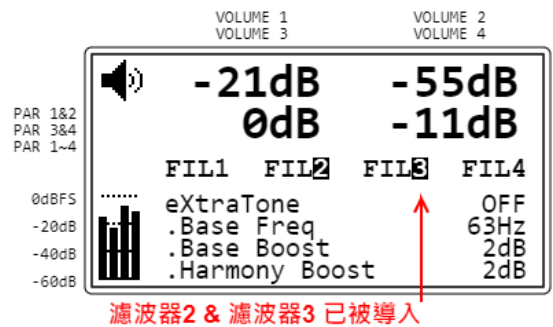 VOLUME 1 VOLUME 2
VOLUME 3 VOLUME 4
-21dB -55dB
0dB -11dB
PAR 1&2
PAR 3&4
PAR 1~4
FIL1 FIL2 FIL3 FIL4
0dBFS
-20dB
-40dB
-60dB
eXtraTone OFF
.Base Freq 63Hz
.Base Boost 2dB
.Harmony Boost 2dB
濾波器2 & 濾波器3 已被導入